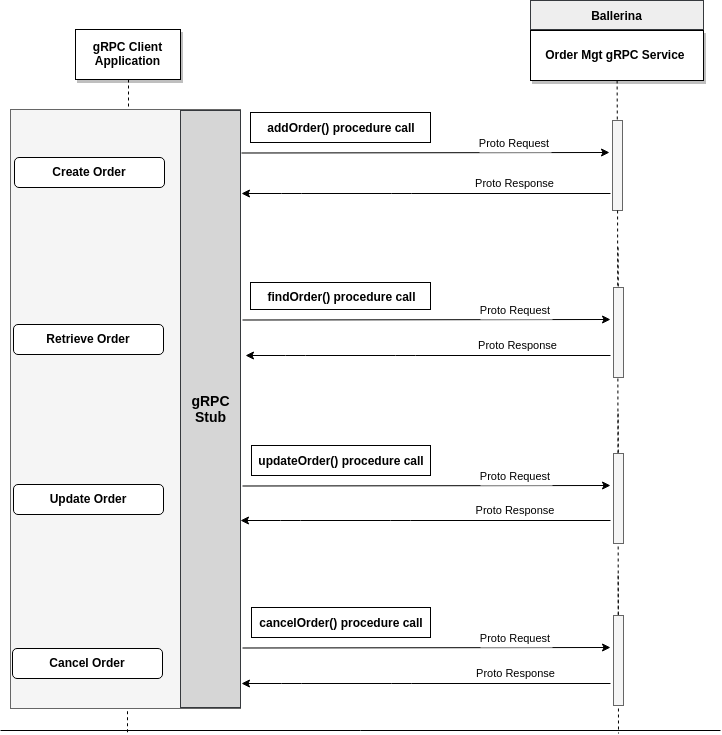 Ballerina
gRPC Client
Application
Order Mgt gRPC Service
addOrder() procedure call
Proto Request
Create Order
Proto Response
findOrder() procedure call
Proto Request
Retrieve Order
Proto Response
gRPC
Stub
updateOrder() procedure call
Proto Request
Update Order
Proto Response
cancelOrder() procedure call
Proto Request
Cancel Order
Proto Response